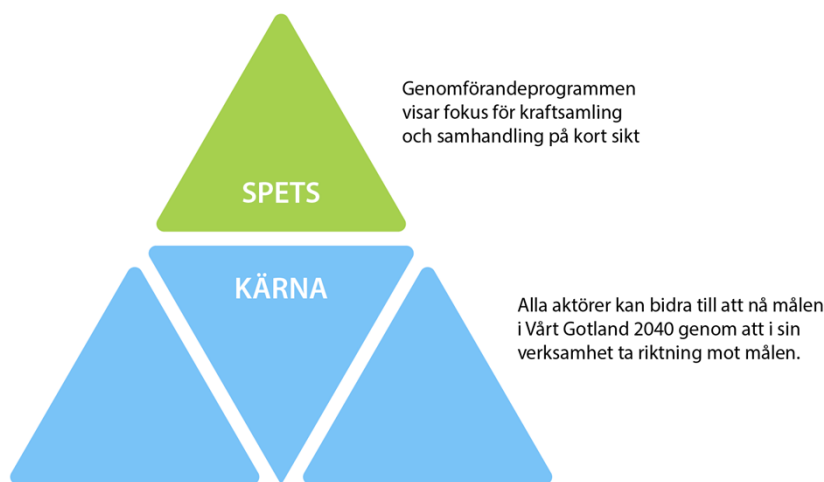 Genomförandeprogrammen
visar fokus för kraftsamling
och samhandling på kort sikt
SPETS
KÄRNA
Alla aktörer kan bidra till att nå målen
i Vårt Gotland 2040 genom att i sin
verksamhet ta riktning mot målen.